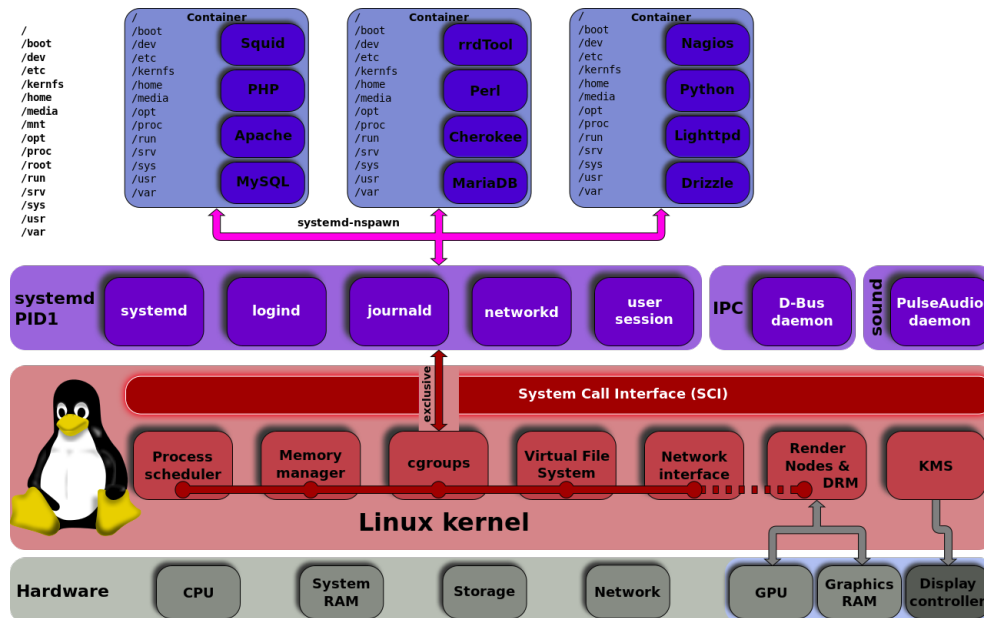 /
/boot
/dev
/etc
/kernfs
/home
/media
/mnt
/opt
/proc
/root
/run
/srv
/sys
/usr
/var
Container
/
/boot
/dev
/etc
/kernfs
/home
/media
/opt
/proc
/run
/srv
/sys
/usr
/var
Squid
PHP
Apache
MySQL
Container
/
/boot
/dev
/etc
/kernfs
/home
/media
/opt
/proc
/run
/srv
/sys
/usr
/var
rrdTool
Perl
Cherokee
MariaDB
Container
/
/boot
/dev
/etc
/kernfs
/home
/media
/opt
/proc
/run
/srv
/sys
/usr
/var
Nagios
Python
Lighttpd
Drizzle
systemd-nspawn
systemd
PID1
systemd
logind
journald
networkd
user
session
IPC
D-Bus
daemon
sound
PulseAudio
daemon
exclusive
System Call Interface (SCI)
Process
scheduler
Memory
manager
cgroups
Virtual File
System
Network
interface
Render
Nodes &
DRM
KMS
Linux kernel
Hardware
CPU
System
RAM
Storage
Network
GPU
Graphics
RAM
Display
controller